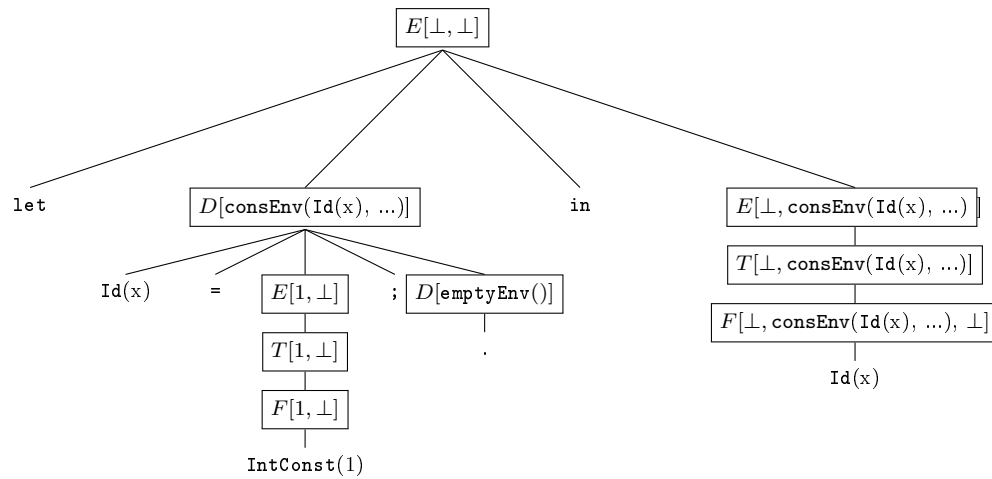 E[⊥, ⊥]
let D[consEnv(Id(x), ...)] in E[⊥, consEnv(Id(x), ...) ]
Id(x) = E[1, ⊥] ; D[emptyEnv()] T[⊥, consEnv(Id(x), ...)]
T[1, ⊥] . F[⊥, consEnv(Id(x), ...), ⊥]
F[1, ⊥] Id(x)
IntConst(1)